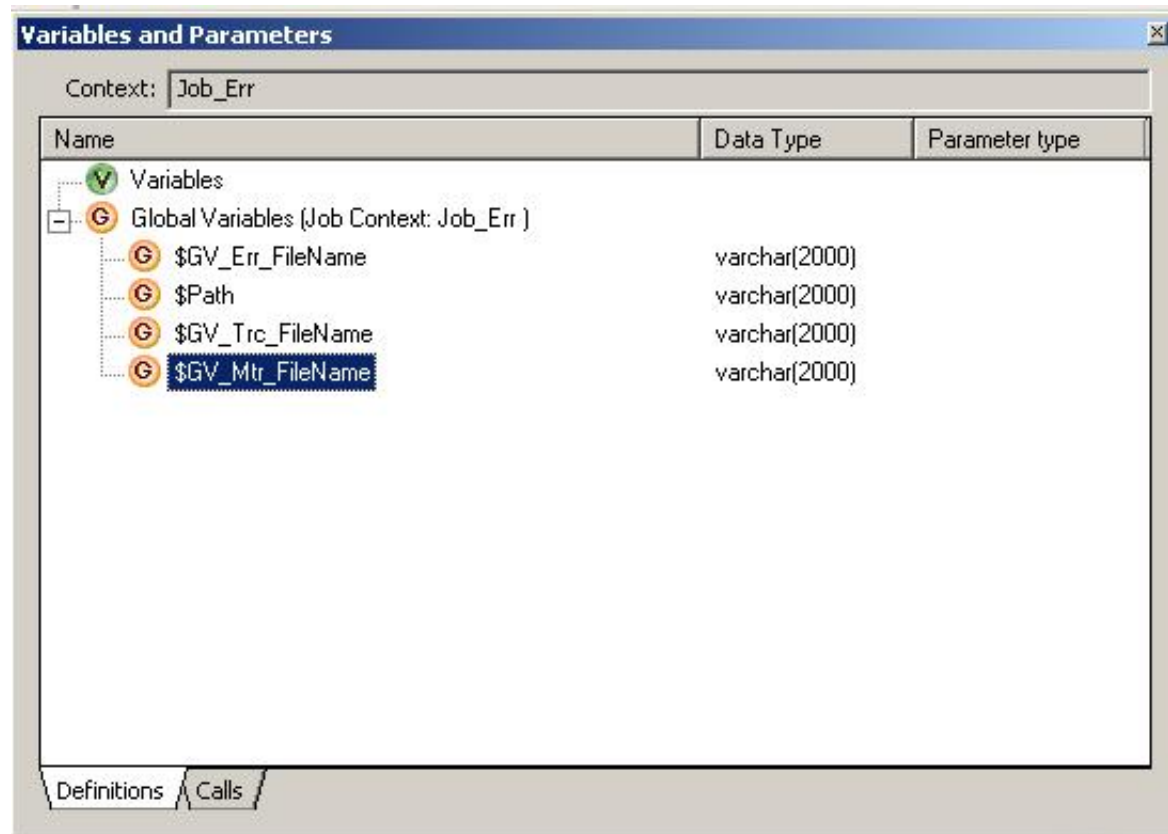 Variables and Parameters
Context: Job_Err
Name Data Type Parameter type
V Variables
G Global Variables (Job Context: Job_Err )
G $GV_Err_FileName varchar(2000)
G $Path varchar(2000)
G $GV_Trc_FileName varchar(2000)
G $GV_Mtr_FileName varchar(2000)
Definitions Calls